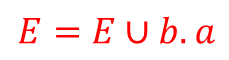 E = E ∪ b. a